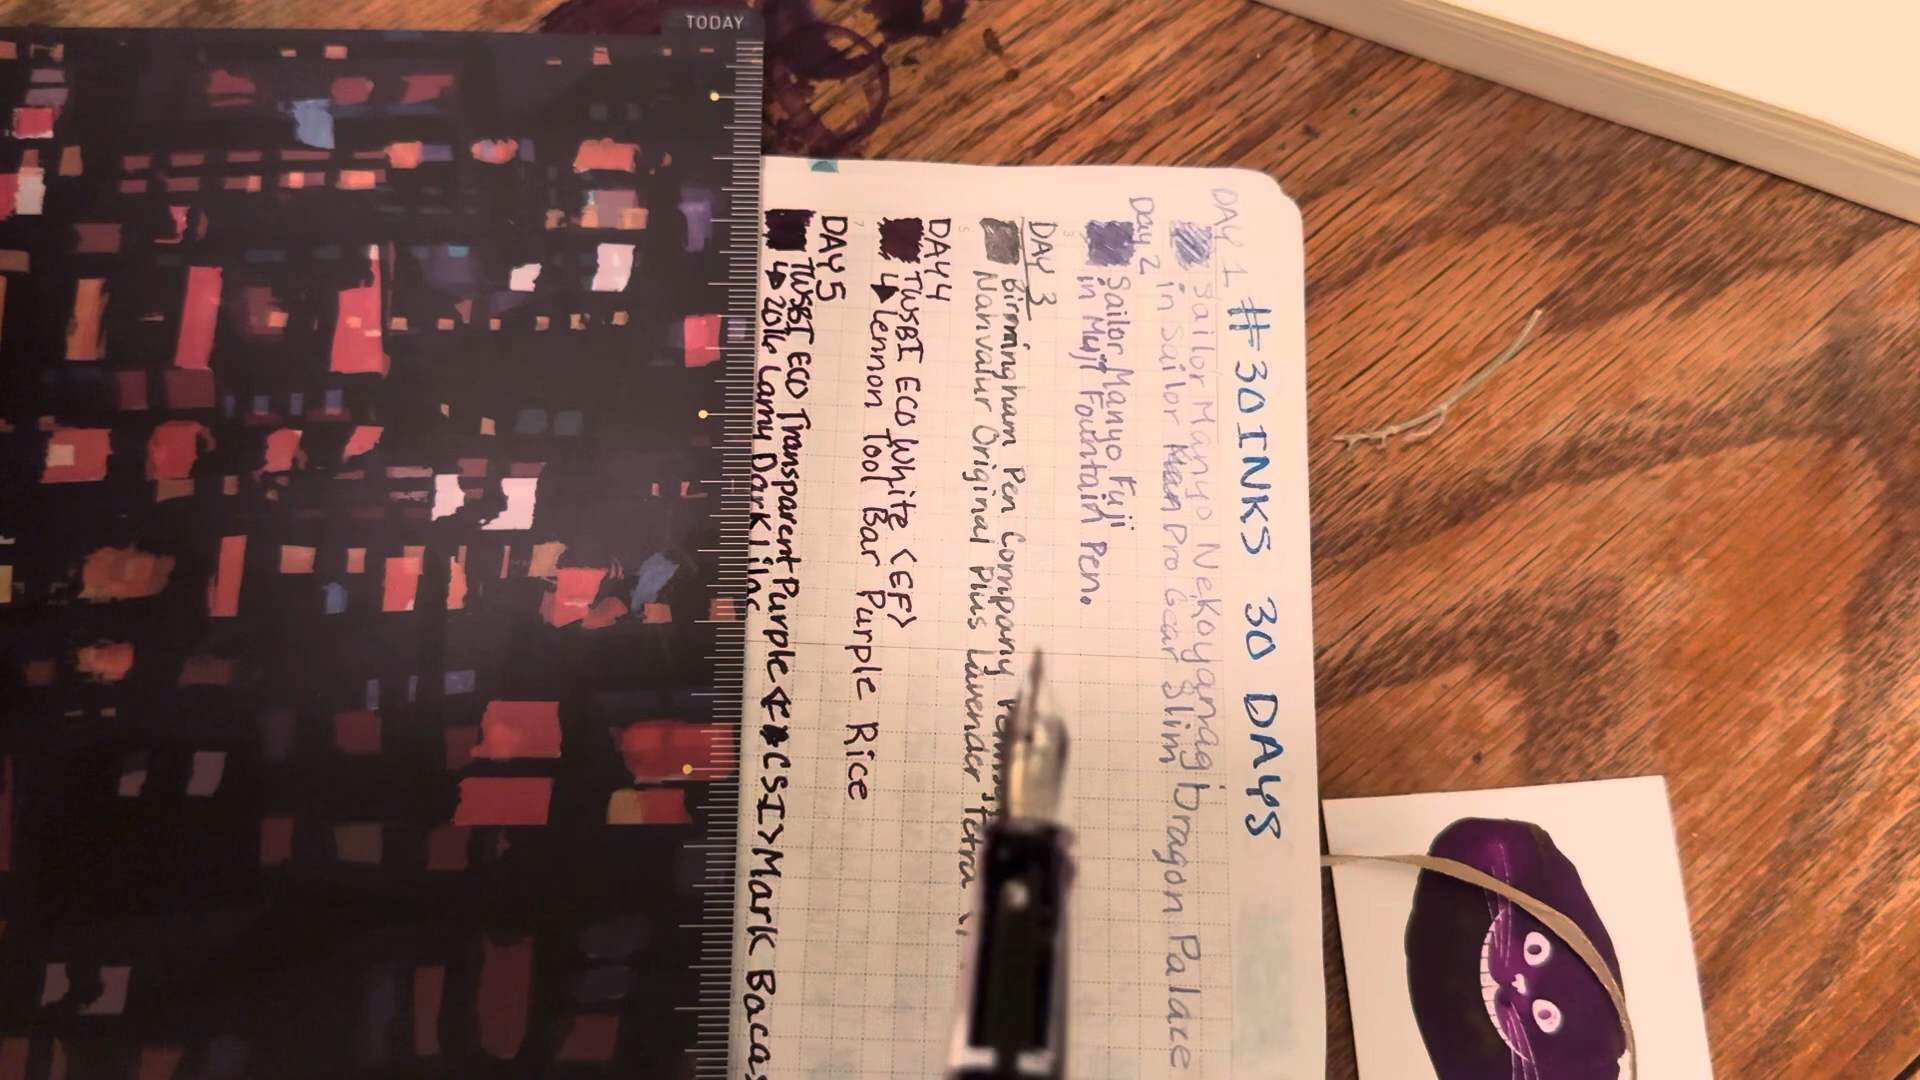 TODAY
#30INKS 30 DAYS
DAY 1
Sailor Manyo Nekoyanagi Dragon Palace
in Sailor Pro Gear Slim
Day 2
Sailor Manyo Fuji
in Muji Fountain Pen.
DAY 3
Birmingham Pen Company
Nahvalur Original Plus Lavender Tetra
DAY 4
TWSBI ECO White <EF>
Lennon Tool Bar Purple Rice
DAY 5
TWSBI ECO Transparent Purple CSI> Mark Bacas
2016 Lamy Dark Lilac